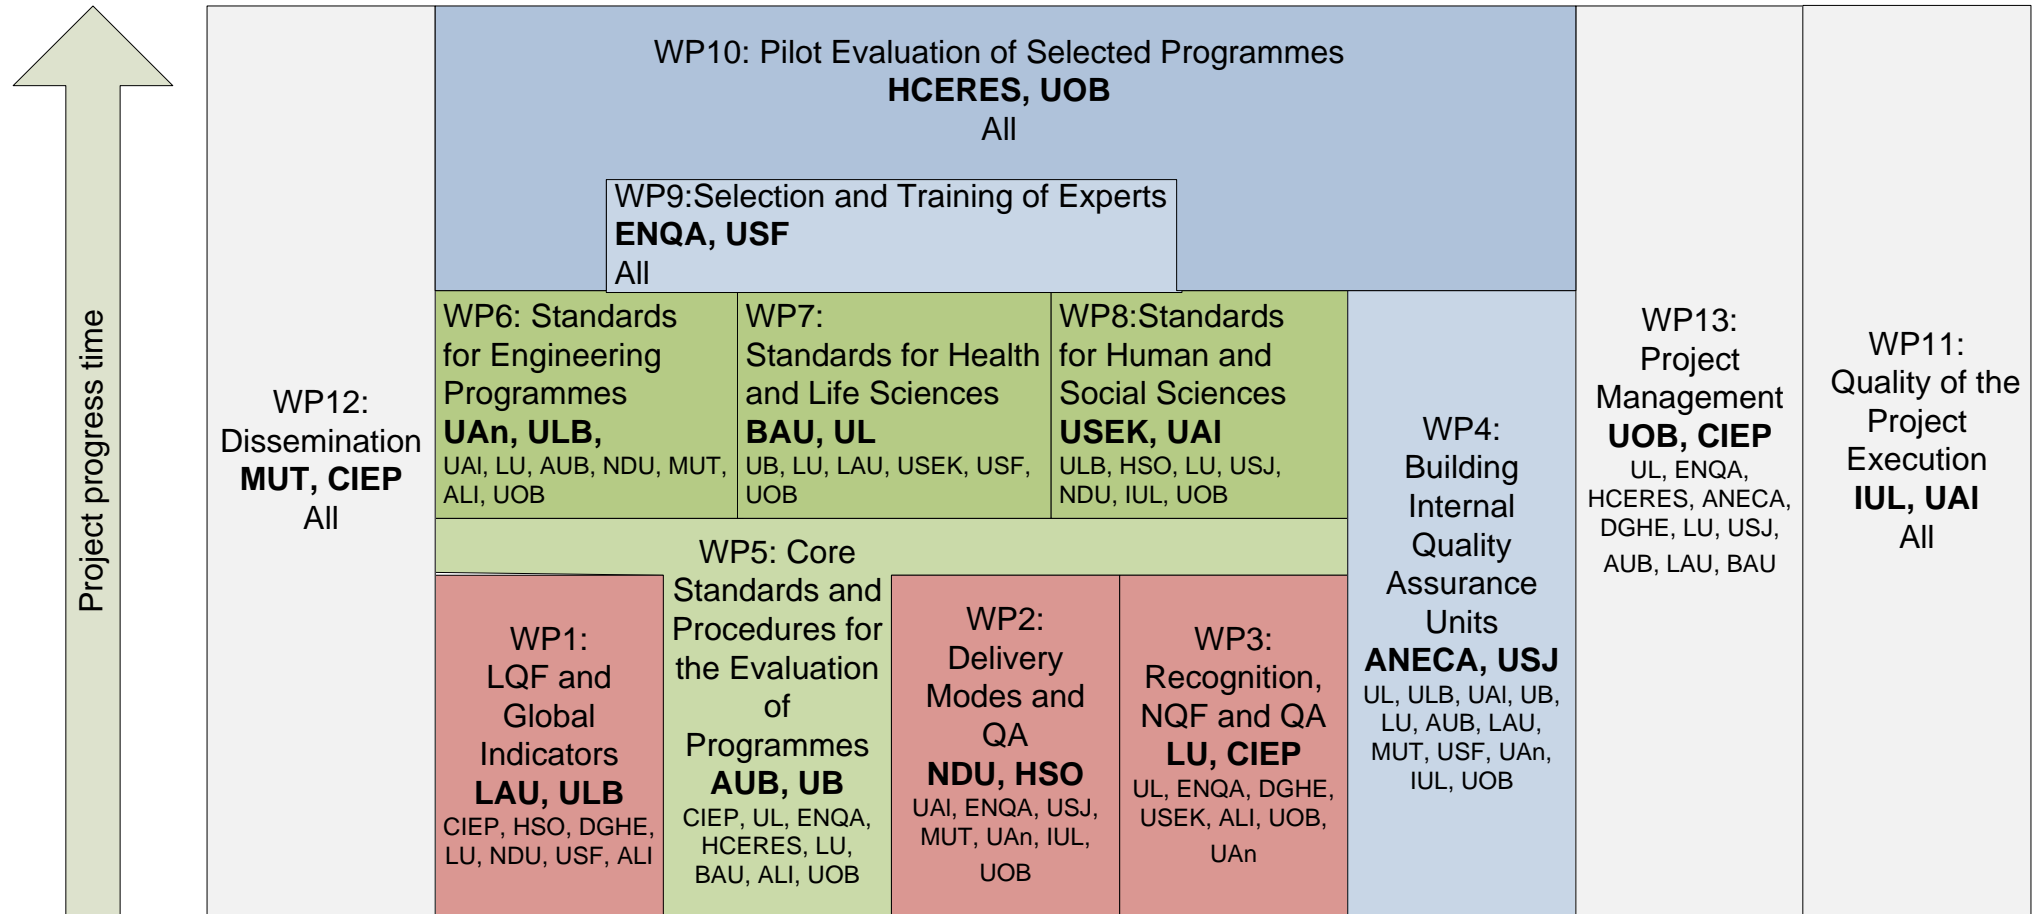 Project progress time
WP12:
Dissemination
MUT, CIEP
All
WP10: Pilot Evaluation of Selected Programmes
HCERES, UOB
All
WP9:Selection and Training of Experts
ENQA, USF
All
WP6: Standards
for Engineering
Programmes
UAn, ULB,
UAI, LU, AUB, NDU, MUT,
ALI, UOB
WP7:
Standards for Health
and Life Sciences
BAU, UL
UB, LU, LAU, USEK, USF,
UOB
WP8:Standards
for Human and
Social Sciences
USEK, UAI
ULB, HSO, LU, USJ,
NDU, IUL, UOB
WP5: Core
Standards and
Procedures for
the Evaluation
of
Programmes
AUB, UB
CIEP, UL, ENQA,
HCERES, LU,
BAU, ALI, UOB
WP1:
LQF and
Global
Indicators
LAU, ULB
CIEP, HSO, DGHE,
LU, NDU, USF, ALI
WP2:
Delivery
Modes and
QA
NDU, HSO
UAI, ENQA, USJ,
MUT, UAn, IUL,
UOB
WP3:
Recognition,
NQF and QA
LU, CIEP
UL, ENQA, DGHE,
USEK, ALI, UOB,
UAn
WP4:
Building
Internal
Quality
Assurance
Units
ANECA, USJ
UL, ULB, UAI, UB,
LU, AUB, LAU,
MUT, USF, UAn,
IUL, UOB
WP13:
Project
Management
UOB, CIEP
UL, ENQA,
HCERES, ANECA,
DGHE, LU, USJ,
AUB, LAU, BAU
WP11:
Quality of the
Project
Execution
IUL, UAI
All